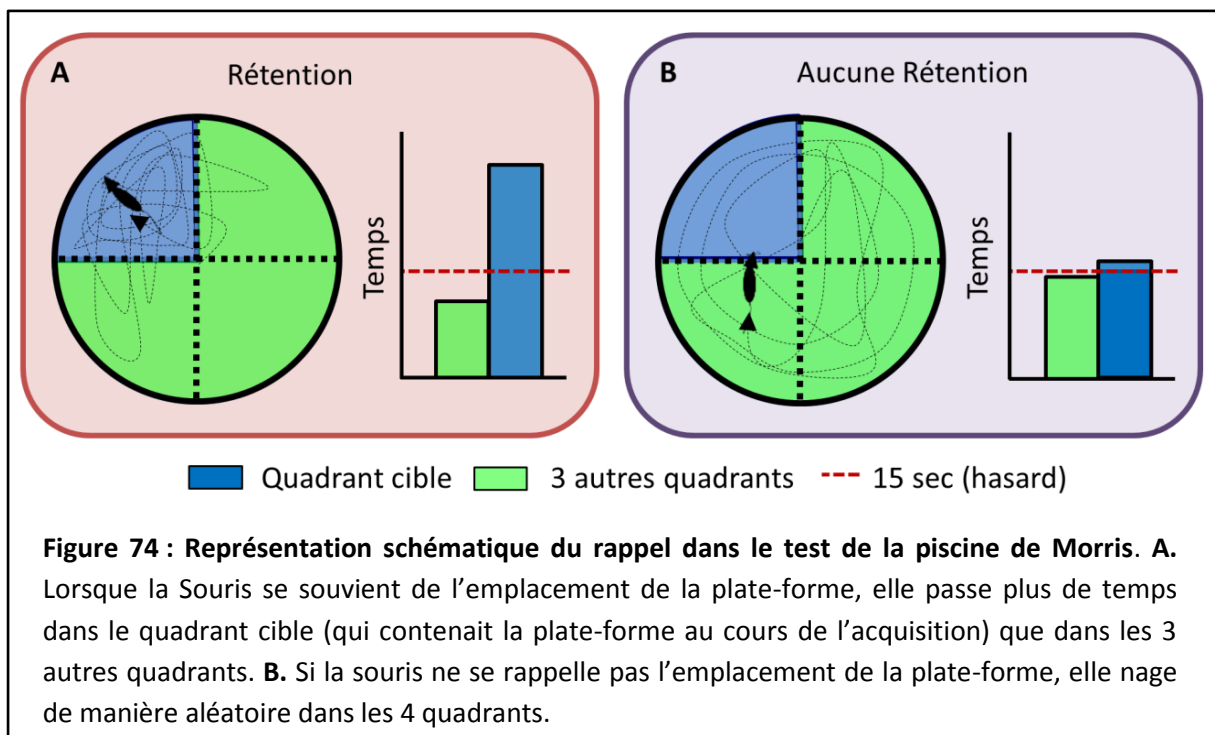 A Rétention
Temps
B Aucune Rétention
Temps
Quadrant cible 3 autres quadrants 15 sec (hasard)
Figure 74 : Représentation schématique du rappel dans le test de la piscine de Morris. A.
Lorsque la Souris se souvient de l’emplacement de la plate-forme, elle passe plus de temps
dans le quadrant cible (qui contenait la plate-forme au cours de l’acquisition) que dans les 3
autres quadrants. B. Si la souris ne se rappelle pas l’emplacement de la plate-forme, elle nage
de manière aléatoire dans les 4 quadrants.